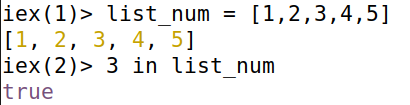 iex(1)> list_num = [1,2,3,4,5]
[1, 2, 3, 4, 5]
iex(2)> 3 in list_num
true